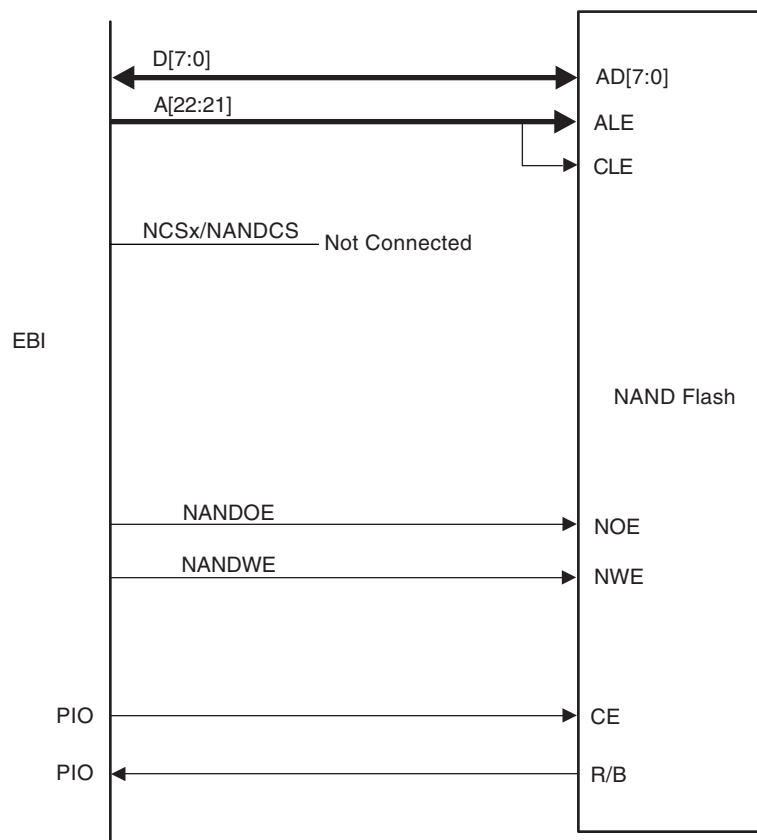 D[7:0]
AD[7:0]
A[22:21]
ALE
CLE
NCSx/NANDCS
Not Connected
EBI
NAND Flash
NANDOE
NOE
NANDWE
NWE
PIO
CE
PIO
R/B